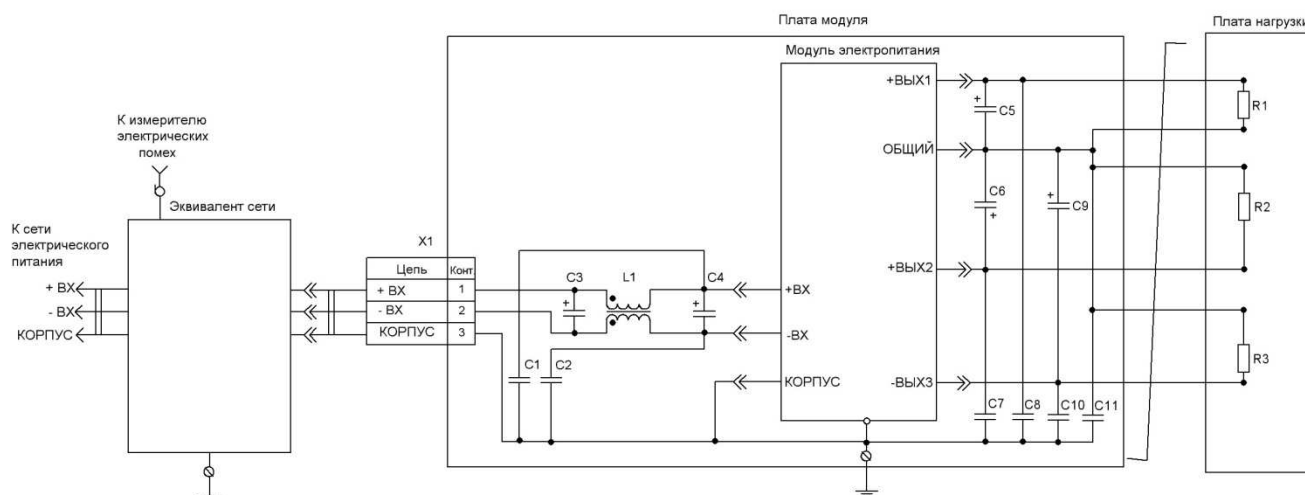 Плата модуля
Плата нагрузки
Модуль электропитания
К измерителю
электрических
помех
Эквивалент сети
К сети
электрического
питания
+ ВХ
- ВХ
КОРПУС
X1
Цепь Конт.
+ ВХ 1
- ВХ 2
КОРПУС 3
C3
L1
C4
C1
C2
+ВХ
-ВХ
КОРПУС
+ВЫХ1
ОБЩИЙ
+ВЫХ2
-ВЫХ3
+ C5
C6 +
+ C9
+
+
C7
C8
C10
C11
R1
R2
R3